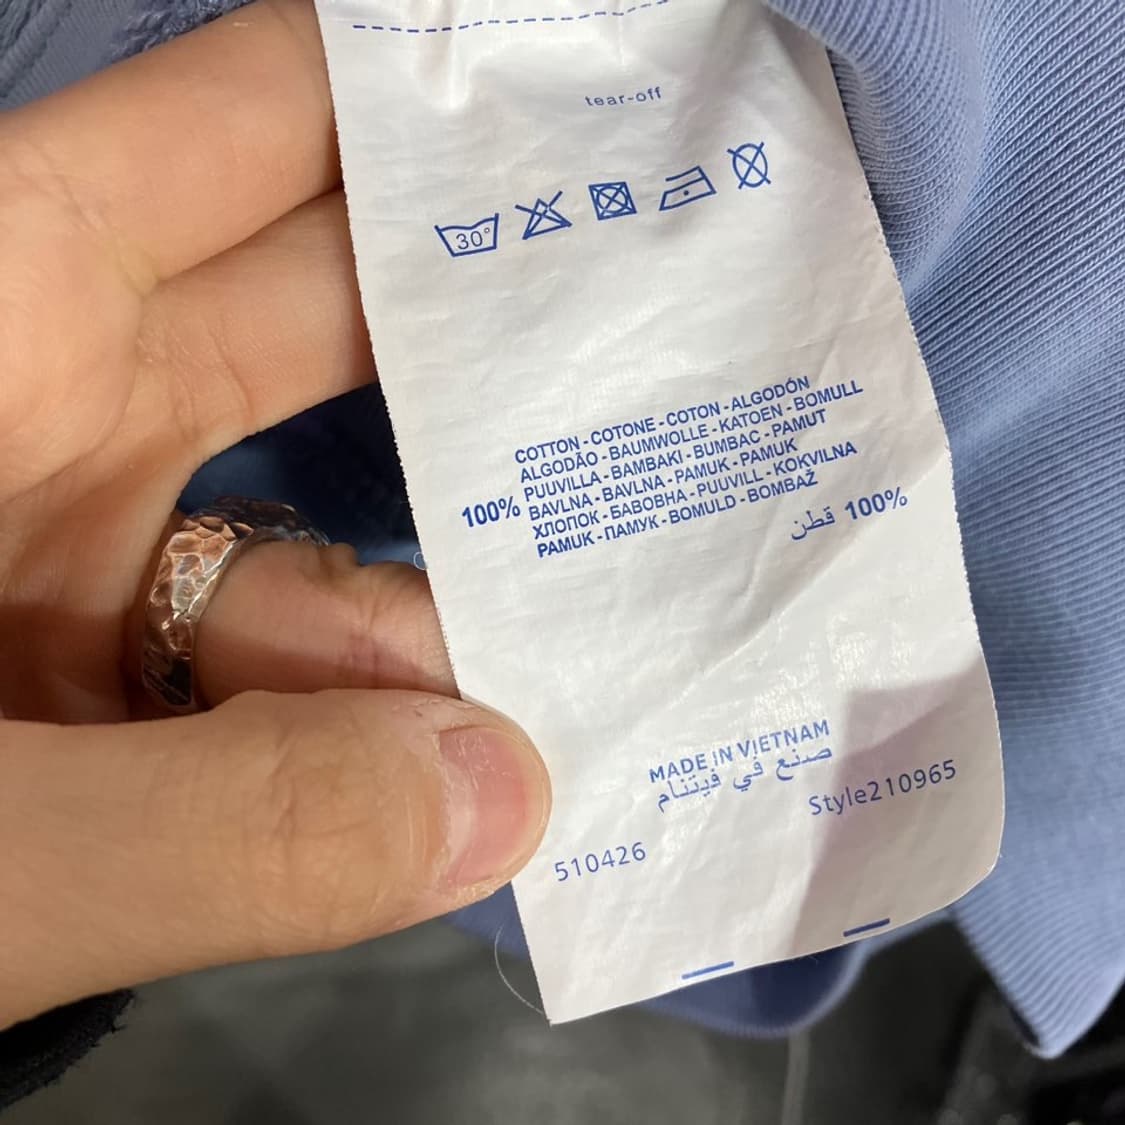 tear-off
30°
COTTON - COTONE - COTON - ALGODÓN
ALGODÃO - BAUMWOLLE - KATOEN - BOMULL
PUUVILLA - BAMBAKI - BUMBAC - PAMUT
100% BAVLNA - BAVLNA - PAMUK - PAMUK
ХЛОПОК - БАВОВНА - PUUVILL - KOKVILNA
PAMUK - ПАМУК - BOMULD - BOMBAŽ
قطن 100%
MADE IN VIETNAM
صنع في فيتنام
Style210965
510426